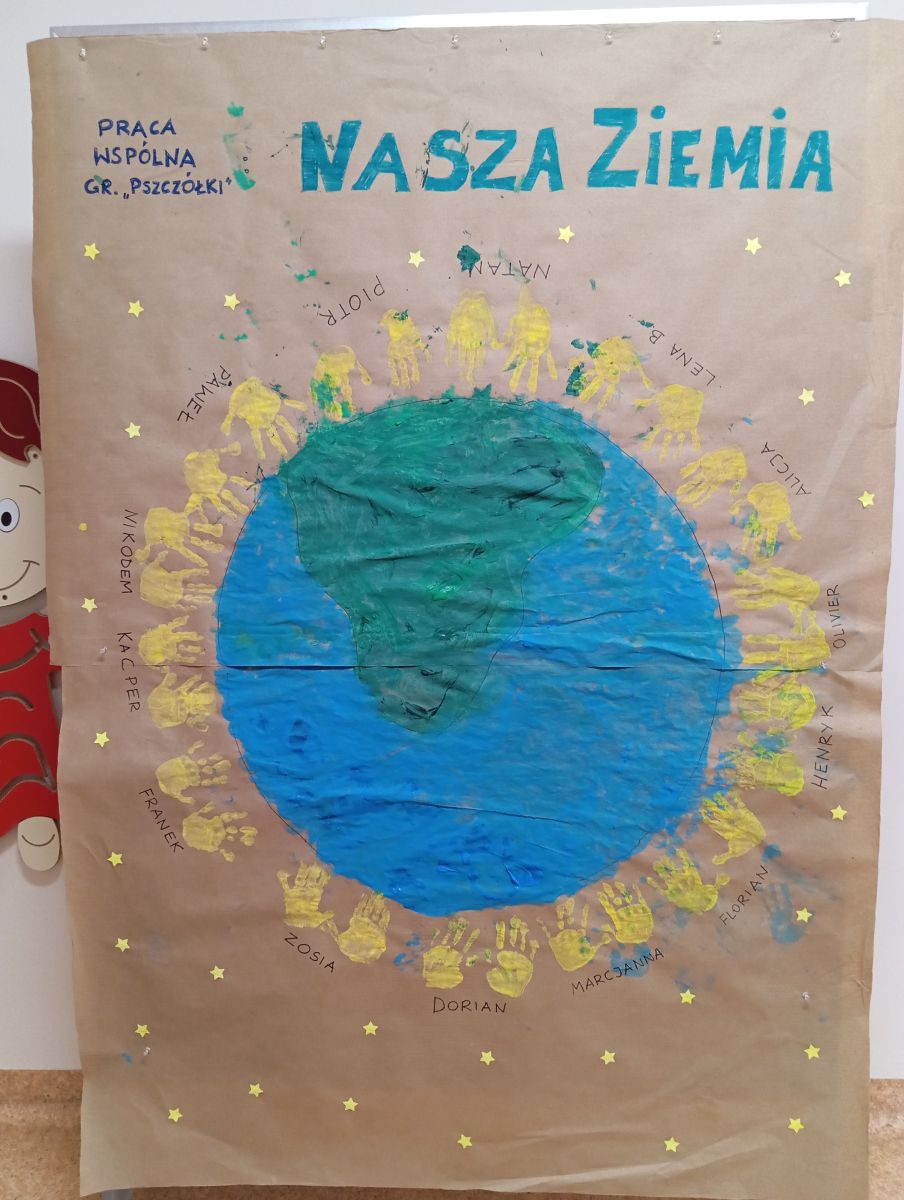 PRACA
WSPÓLNA
GR. „PSZCZÓŁKI"
NASZA ZIEMIA
NATAN
PIOTR
LENA B.
PAWEŁ
ALICJA
NIKODEM
OLIVIER
KACPER
HENRYK
FRANEK
FLORIAN
ZOSIA
MARCJANNA
DORIAN